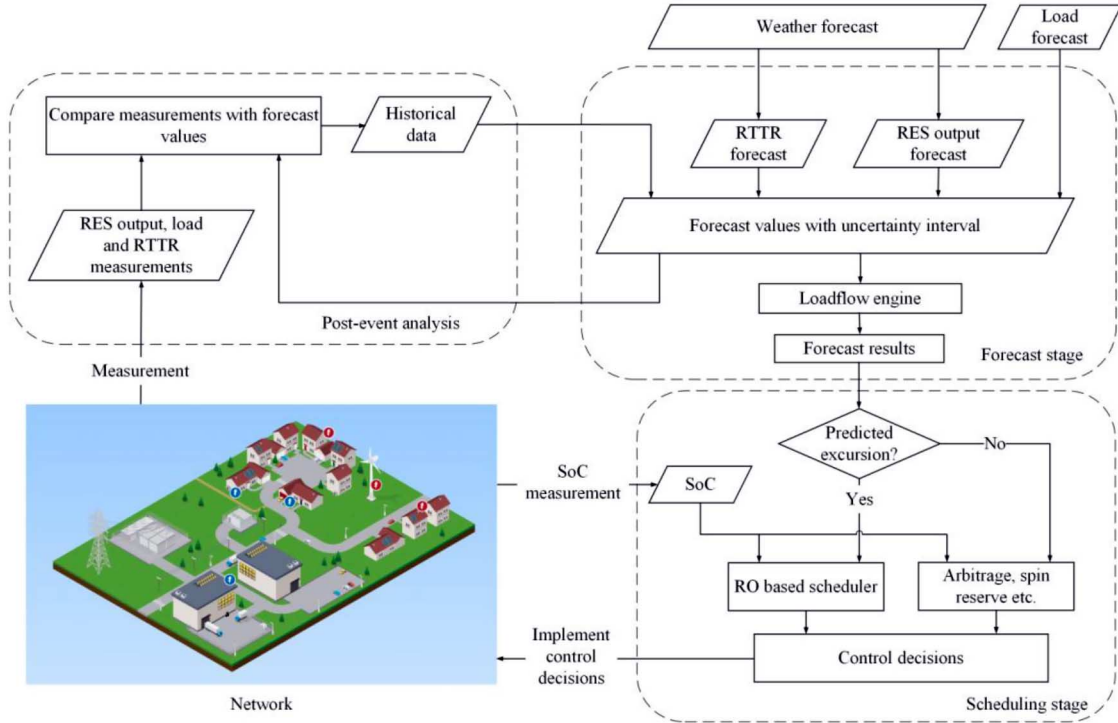 Weather forecast
Load
forecast
Compare measurements with forecast
values
Historical
data
RTTR
forecast
RES output
forecast
RES output, load
and RTTR
measurements
Forecast values with uncertainty interval
Loadflow engine
Post-event analysis
Forecast results
Forecast stage
Measurement
Predicted
excursion?
No
SoC
measurement
SoC
Yes
RO based scheduler
Arbitrage, spin
reserve etc.
Implement
control
decisions
Control decisions
Network
Scheduling stage